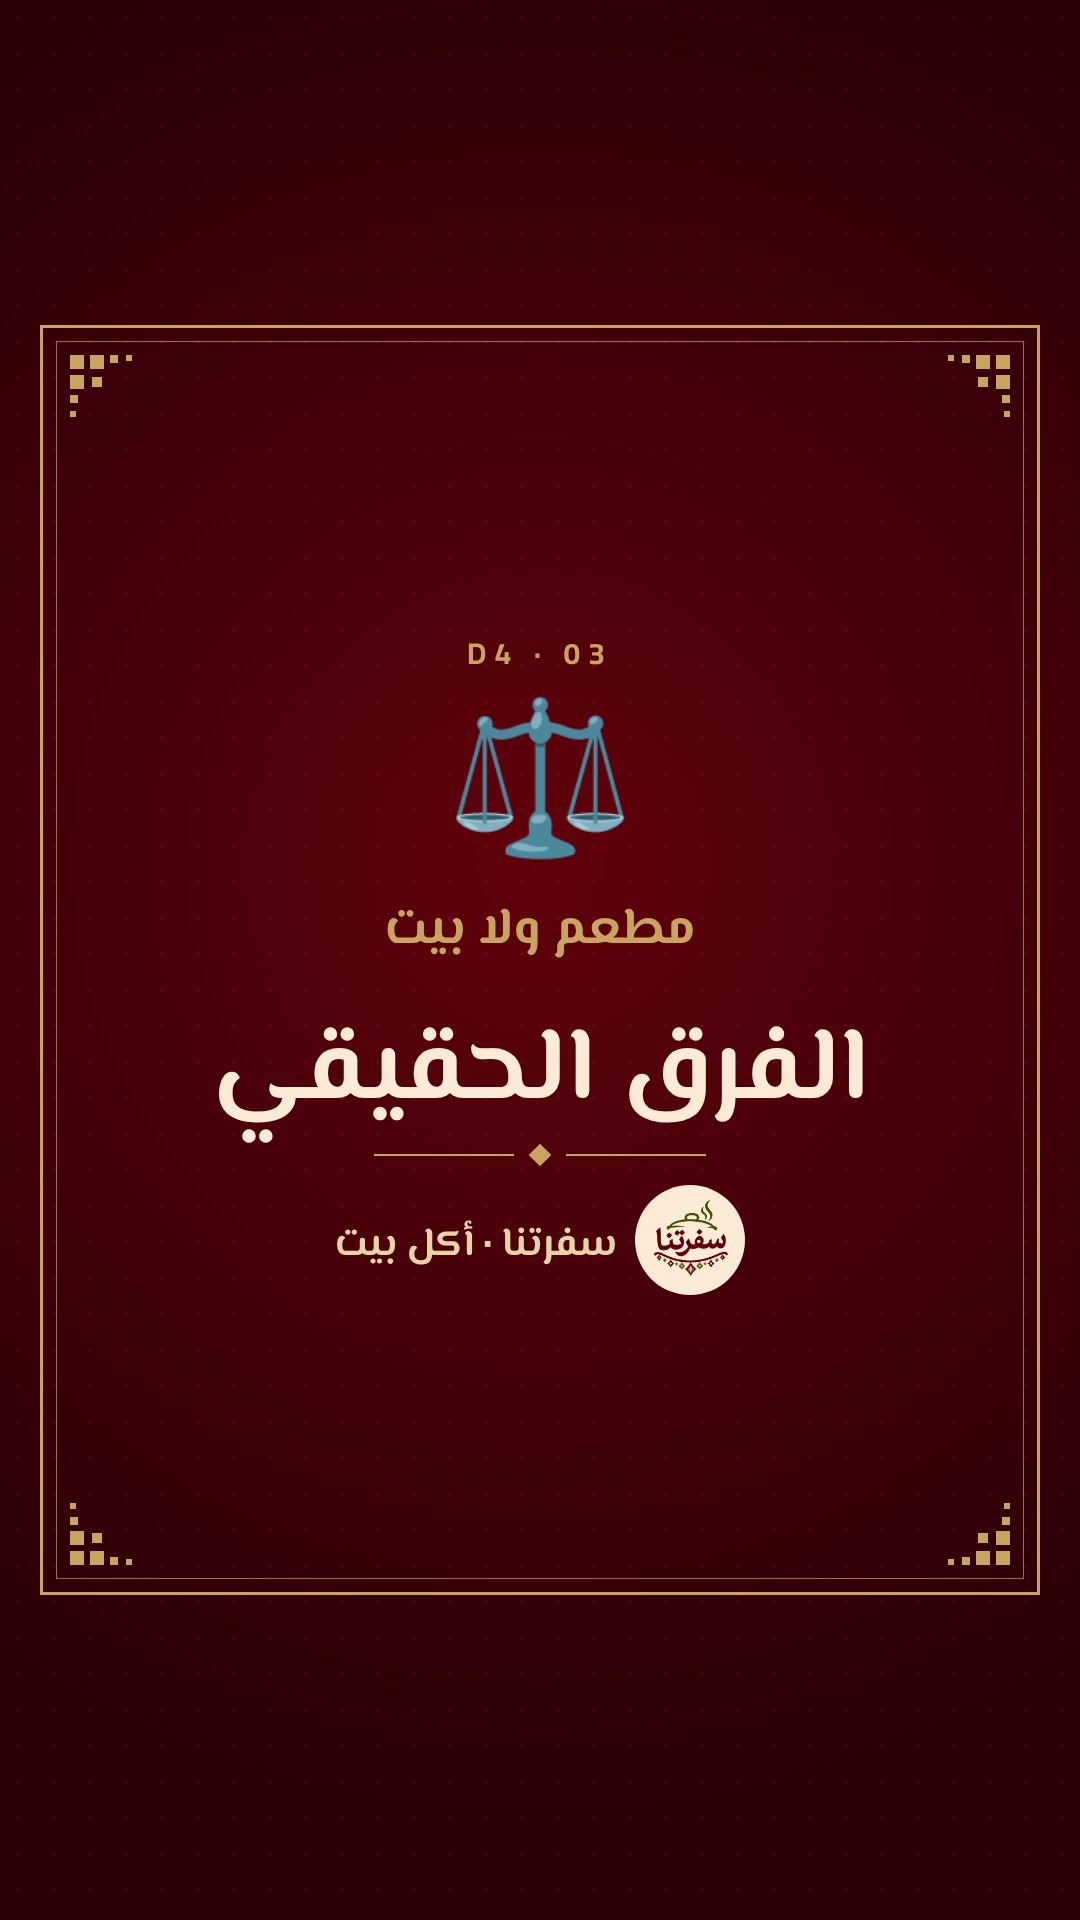 D4 · 03
مطعم ولا بيت
الفرق الحقيقي
سفرتنا
سفرتنا · أكل بيت